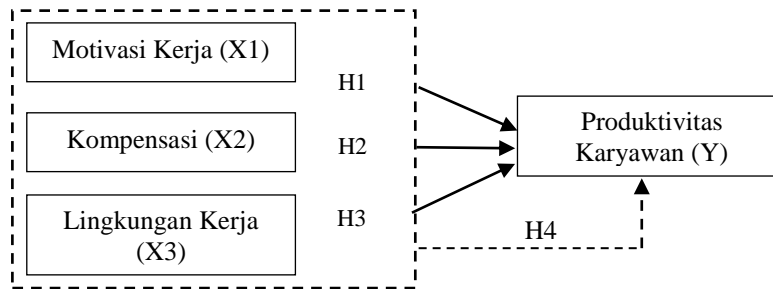 Motivasi Kerja (X1)
H1
Kompensasi (X2)
H2
Produktivitas
Karyawan (Y)
Lingkungan Kerja
(X3)
H3
H4